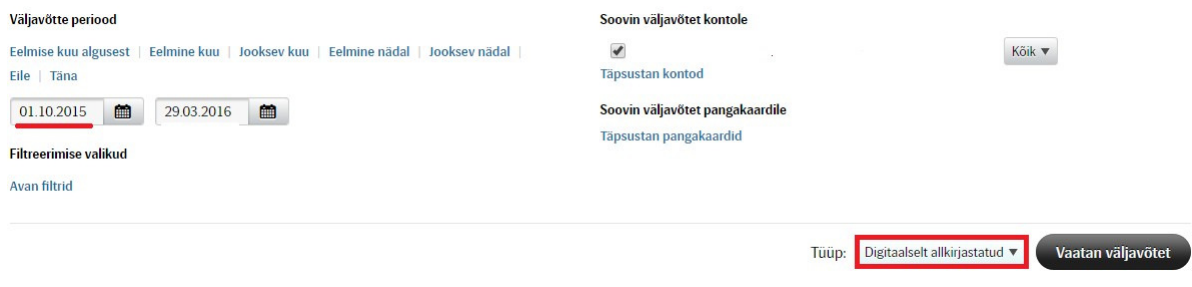 Väljavõtte periood
Eelmise kuu algusest | Eelmine kuu | Jooksev kuu | Eelmine nädal | Jooksev nädal |
Eile | Täna
01.10.2015 29.03.2016
Filtreerimise valikud
Avan filtrid
Soovin väljavõtet kontole
Kõik ▼
Täpsustan kontod
Soovin väljavõtet pangakaardile
Täpsustan pangakaardid
Tüüp: Digitaalselt allkirjastatud ▼ Vaatan väljavõtet